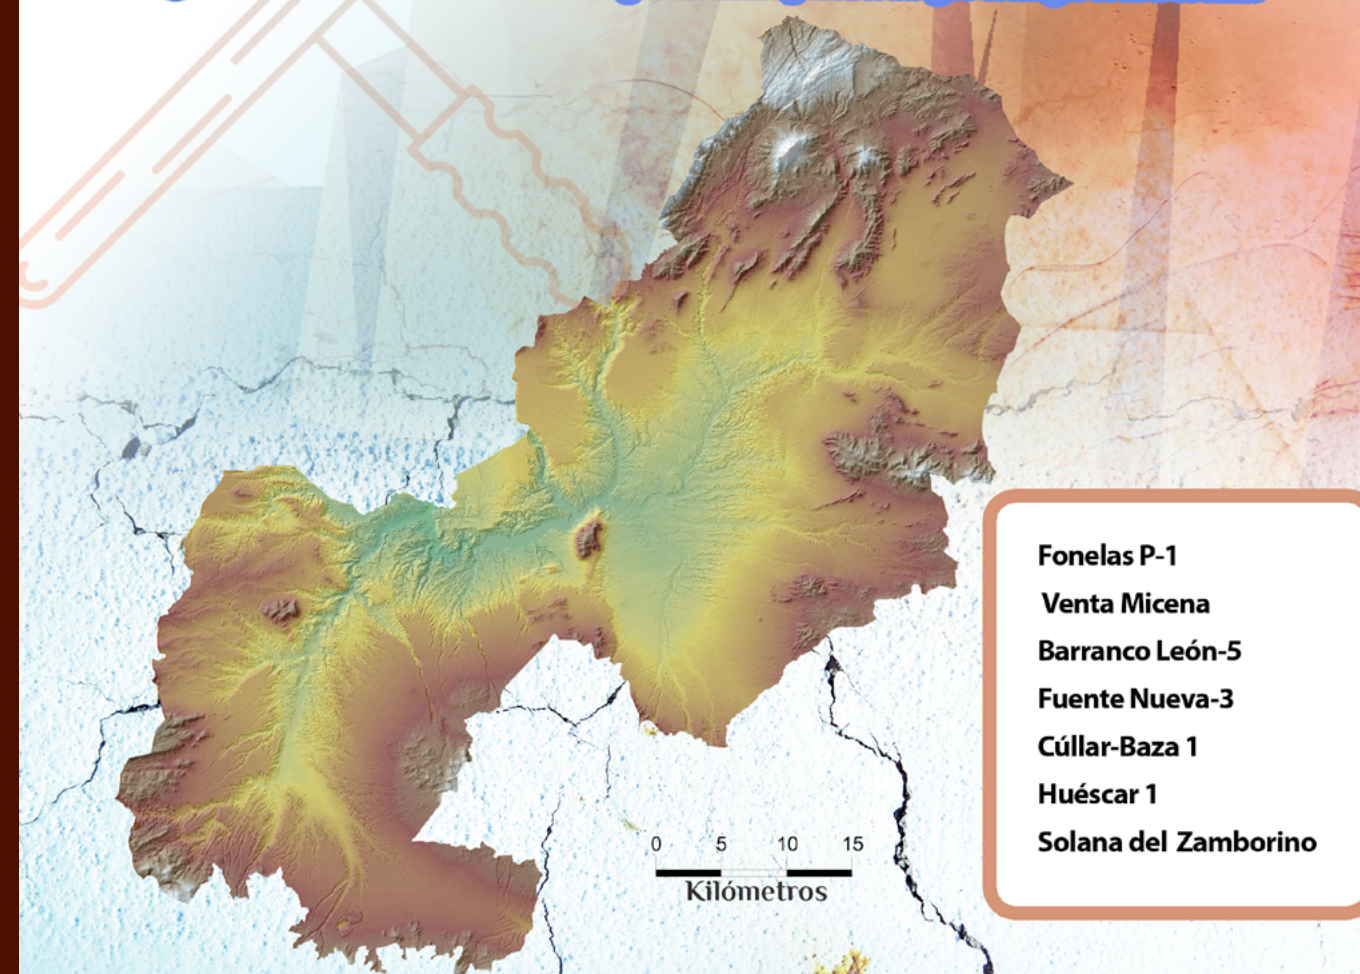 Fonelas P-1
Venta Micena
Barranco León-5
Fuente Nueva-3
Cúllar-Baza 1
Huéscar 1
Solana del Zamborino
0 5 10 15
Kilómetros